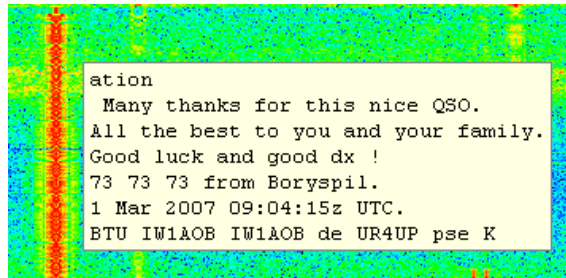 ation
Many thanks for this nice QSO.
All the best to you and your family.
Good luck and good dx !
73 73 73 from Boryspil.
1 Mar 2007 09:04:15z UTC.
BTU IW1AOB IW1AOB de UR4UP pse K